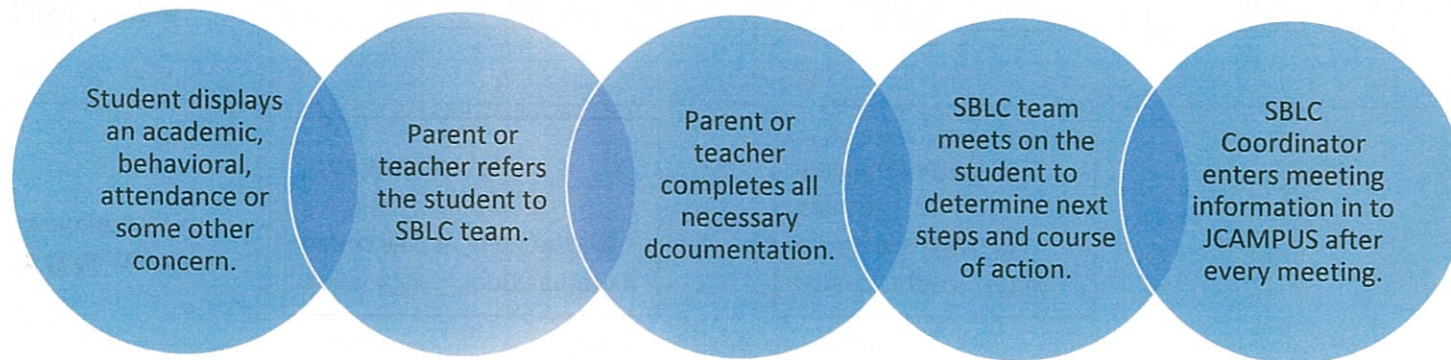 Student displays
an academic,
behavioral,
attendance or
some other
concern.
Parent or
teacher refers
the student to
SBLC team.
Parent or
teacher
completes all
necessary
dcoumentation.
SBLC team
meets on the
student to
determine next
steps and course
of action.
SBLC
Coordinator
enters meeting
information in to
JCAMPUS after
every meeting.